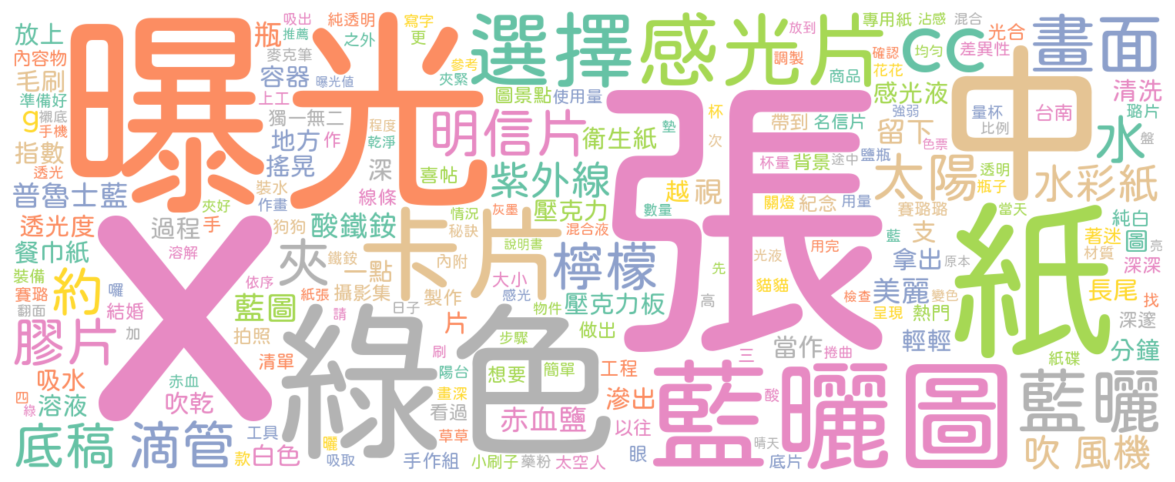 放上
曝光
瓶
吸出
推薦
純透明
之外
寫字
更
選擇
感光片
放到
專用紙
沾感
混合
CC
光合
差異性
畫面
內容物
毛刷
容器
麥克筆
曝光值
參考
夾緊
調製
商品
確認
花花
均勻
準備好
g
襯底
手機
上工
獨一無二
圖景點
使用量
感光液
強弱
中
量杯
比例
台南
清洗
璐片
指數
透光
地方
作
程度
乾淨
明信片
衛生紙
墊
杯
次
帶到
名信片
留下
色票
水
盤
搖晃
深
喜帖
紫外線
張
杯量
背景
途中
鹽瓶
太陽
透明
瓶子
水彩紙
普魯士藍
裝水
作畫
線條
越
視
關燈
紀念
用量
賽璐璐
當天
夾好
透光度
過程
手
狗狗
酸鐵銨
情況
秘訣
灰墨
混合液
壓克力
數量
藍
支
紙
純白
著迷
圖
亮
餐巾紙
X
溶解
夾
鐵銨
一點
卡片
內附
說明書
檸檬
光液
用完
拿出
原本
材質
深深
裝備
賽璐
翻面
約
囉
結婚
加
依序
藍圖
紙張
攝影集
製作
大小
感光
壓克力板
先
貓貓
檢查
美麗
變色
長尾
找
膠片
拍照
綠色
請
日子
片
步驟
物件
做出
高
呈現
熱門
深邃
清單
刷
陽台
想要
簡單
工程
三
當作
捲曲
輕輕
紙碟
分鐘
吸水
四
綠
溶液
赤血
吹乾
畫深
看過
赤血鹽
滲出
藍曬圖
酸
藍曬
底稿
滴管
工具
款
白色
曬
吸取
草草
手作組
小刷子
藥粉
太空人
以往
眼
晴天
底片
吹
風機